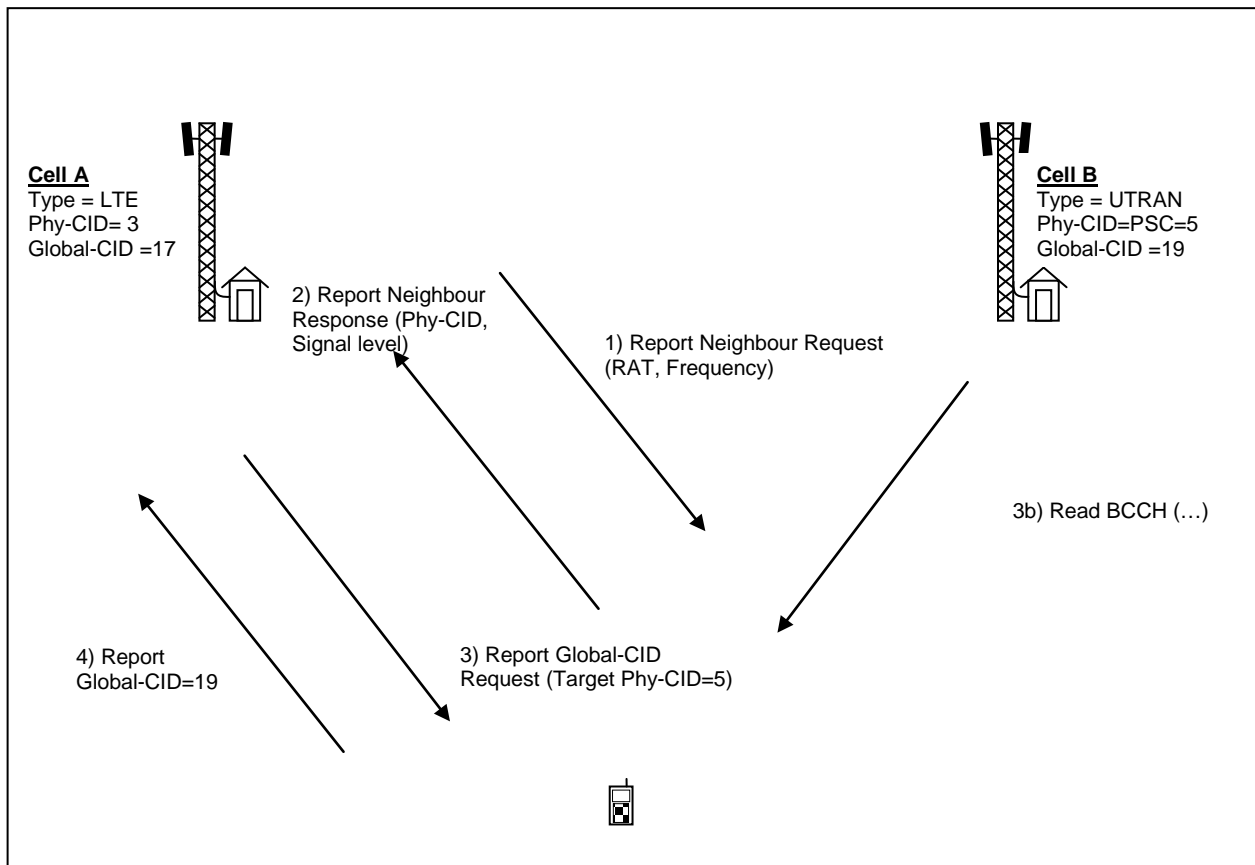 Cell A
Type = LTE
Phy-CID= 3
Global-CID =17
Cell B
Type = UTRAN
Phy-CID=PSC=5
Global-CID =19
2) Report Neighbour
Response (Phy-CID,
Signal level)
1) Report Neighbour Request
(RAT, Frequency)
3b) Read BCCH (…)
4) Report
Global-CID=19
3) Report Global-CID
Request (Target Phy-CID=5)